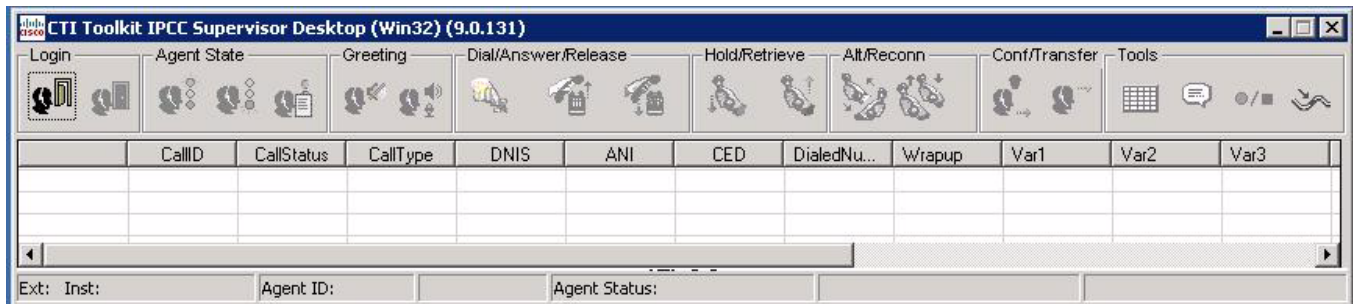 CISCO CTI Toolkit IPCC Supervisor Desktop (Win32) (9.0.131)
Login Agent State Greeting Dial/Answer/Release Hold/Retrieve Alt/Reconn Conf/Transfer Tools
CallID CallStatus CallType DNIS ANI CED DialedNu... Wrapup Var1 Var2 Var3
Ext: Inst: Agent ID: Agent Status: